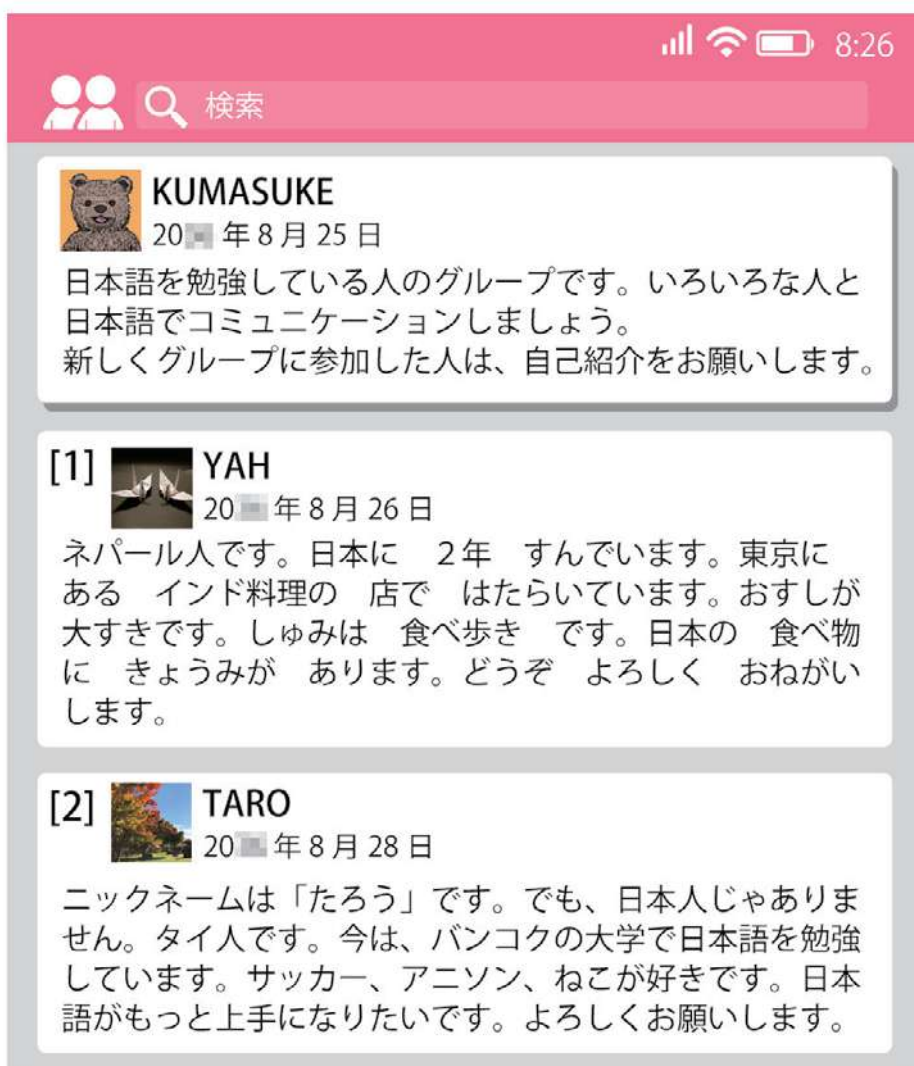 8:26
検索
KUMASUKE
20 年8月25日
日本語を勉強している人のグループです。いろいろな人と
日本語でコミュニケーションしましょう。
新しくグループに参加した人は、自己紹介をお願いします。
[1] YAH
20 年8月26日
ネパール人です。日本に　2年　すんでいます。東京に
ある　インド料理の　店で　はたらいています。おすしが
大すきです。しゅみは　食べ歩き　です。日本の　食べ物
に　きょうみが　あります。どうぞ　よろしく　おねがい
します。
[2] TARO
20 年8月28日
ニックネームは「たろう」です。でも、日本人じゃありま
せん。タイ人です。今は、バンコクの大学で日本語を勉強
しています。サッカー、アニソン、ねこが好きです。日本
語がもっと上手になりたいです。よろしくお願いします。